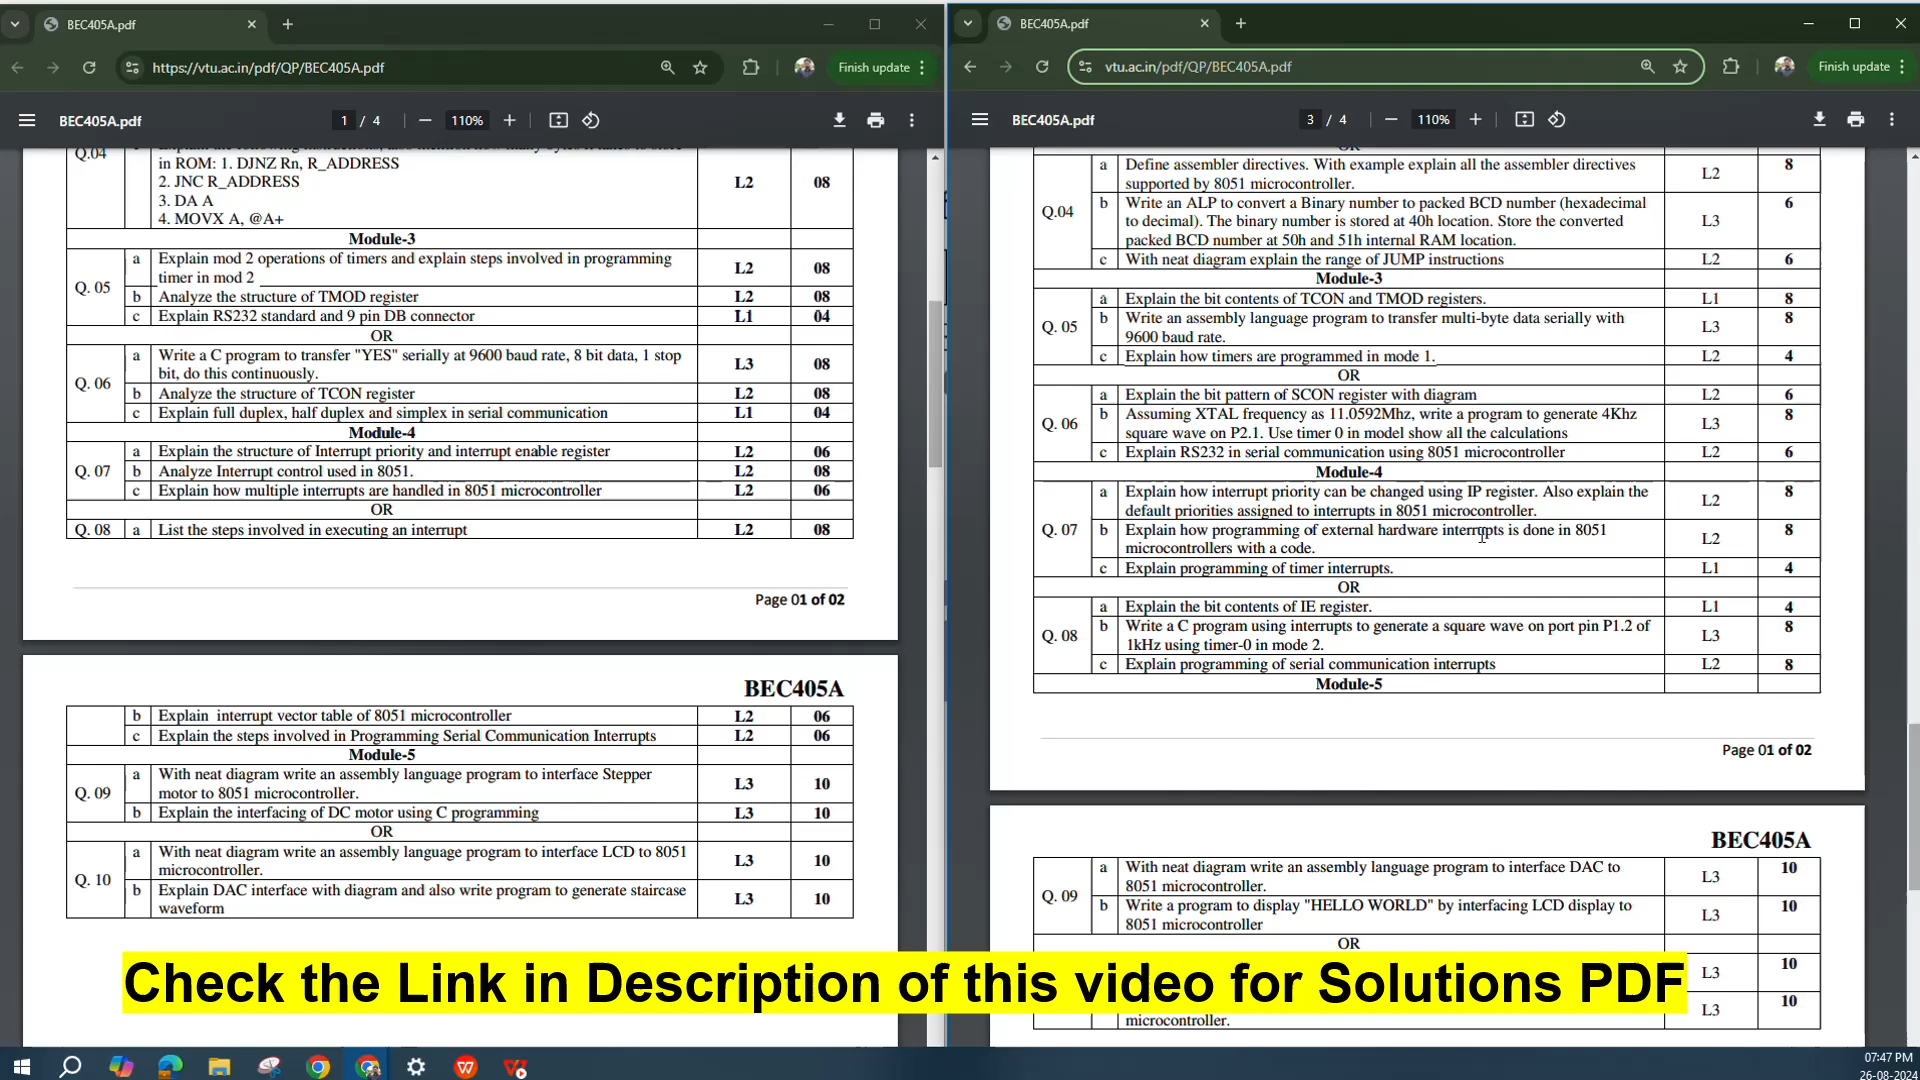 BEC405A.pdf
https://vtu.ac.in/pdf/QP/BEC405A.pdf
Finish update
BEC405A.pdf
1 / 4
110%
Q.04
in ROM: 1. DJNZ Rn, R_ADDRESS
2. JNC R_ADDRESS
3. DA A
4. MOVX A, @A+
L2 08
Module-3
Q. 05
a Explain mod 2 operations of timers and explain steps involved in programming
timer in mod 2
L2 08
b Analyze the structure of TMOD register L2 08
c Explain RS232 standard and 9 pin DB connector L1 04
OR
Q. 06
a Write a C program to transfer "YES" serially at 9600 baud rate, 8 bit data, 1 stop
bit, do this continuously.
L3 08
b Analyze the structure of TCON register L2 08
c Explain full duplex, half duplex and simplex in serial communication L1 04
Module-4
Q. 07
a Explain the structure of Interrupt priority and interrupt enable register L2 06
b Analyze Interrupt control used in 8051. L2 08
c Explain how multiple interrupts are handled in 8051 microcontroller L2 06
OR
Q. 08 a List the steps involved in executing an interrupt L2 08
Page 01 of 02
BEC405A
b Explain interrupt vector table of 8051 microcontroller L2 06
c Explain the steps involved in Programming Serial Communication Interrupts L2 06
Module-5
Q. 09
a With neat diagram write an assembly language program to interface Stepper
motor to 8051 microcontroller.
L3 10
b Explain the interfacing of DC motor using C programming L3 10
OR
Q. 10
a With neat diagram write an assembly language program to interface LCD to 8051
microcontroller.
L3 10
b Explain DAC interface with diagram and also write program to generate staircase
waveform
L3 10
BEC405A.pdf
vtu.ac.in/pdf/QP/BEC405A.pdf
Finish update
BEC405A.pdf
3 / 4
110%
OR
Q.04
a Define assembler directives. With example explain all the assembler directives
supported by 8051 microcontroller.
L2 8
b Write an ALP to convert a Binary number to packed BCD number (hexadecimal
to decimal). The binary number is stored at 40h location. Store the converted
packed BCD number at 50h and 51h internal RAM location.
L3 6
c With neat diagram explain the range of JUMP instructions L2 6
Module-3
Q. 05
a Explain the bit contents of TCON and TMOD registers. L1 8
b Write an assembly language program to transfer multi-byte data serially with
9600 baud rate.
L3 8
c Explain how timers are programmed in mode 1. L2 4
OR
Q. 06
a Explain the bit pattern of SCON register with diagram L2 6
b Assuming XTAL frequency as 11.0592Mhz, write a program to generate 4Khz
square wave on P2.1. Use timer 0 in model show all the calculations
L3 8
c Explain RS232 in serial communication using 8051 microcontroller L2 6
Module-4
Q. 07
a Explain how interrupt priority can be changed using IP register. Also explain the
default priorities assigned to interrupts in 8051 microcontroller.
L2 8
b Explain how programming of external hardware interrupts is done in 8051
microcontrollers with a code.
L2 8
c Explain programming of timer interrupts. L1 4
OR
Q. 08
a Explain the bit contents of IE register. L1 4
b Write a C program using interrupts to generate a square wave on port pin P1.2 of
1kHz using timer-0 in mode 2.
L3 8
c Explain programming of serial communication interrupts L2 8
Module-5
Page 01 of 02
BEC405A
Q. 09
a With neat diagram write an assembly language program to interface DAC to
8051 microcontroller.
L3 10
b Write a program to display "HELLO WORLD" by interfacing LCD display to
8051 microcontroller
L3 10
OR
L3 10
L3 10
microcontroller.
Check the Link in Description of this video for Solutions PDF
07:47 PM
26-08-2024